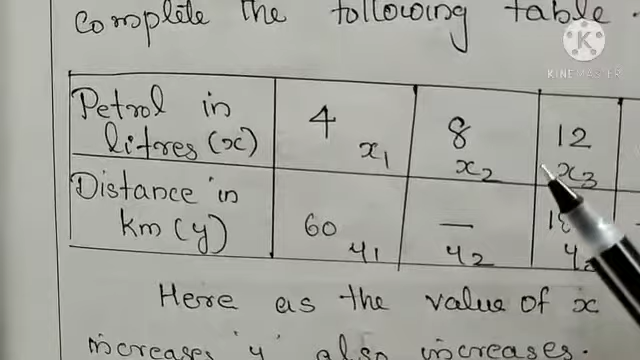 Complete the following table.
KINEMASTER
Petrol in litres (x) 4 x1 8 x2 12 x3
Distance in km (y) 60 y1 — y2
Here as the value of x
increases 'y' also increases.